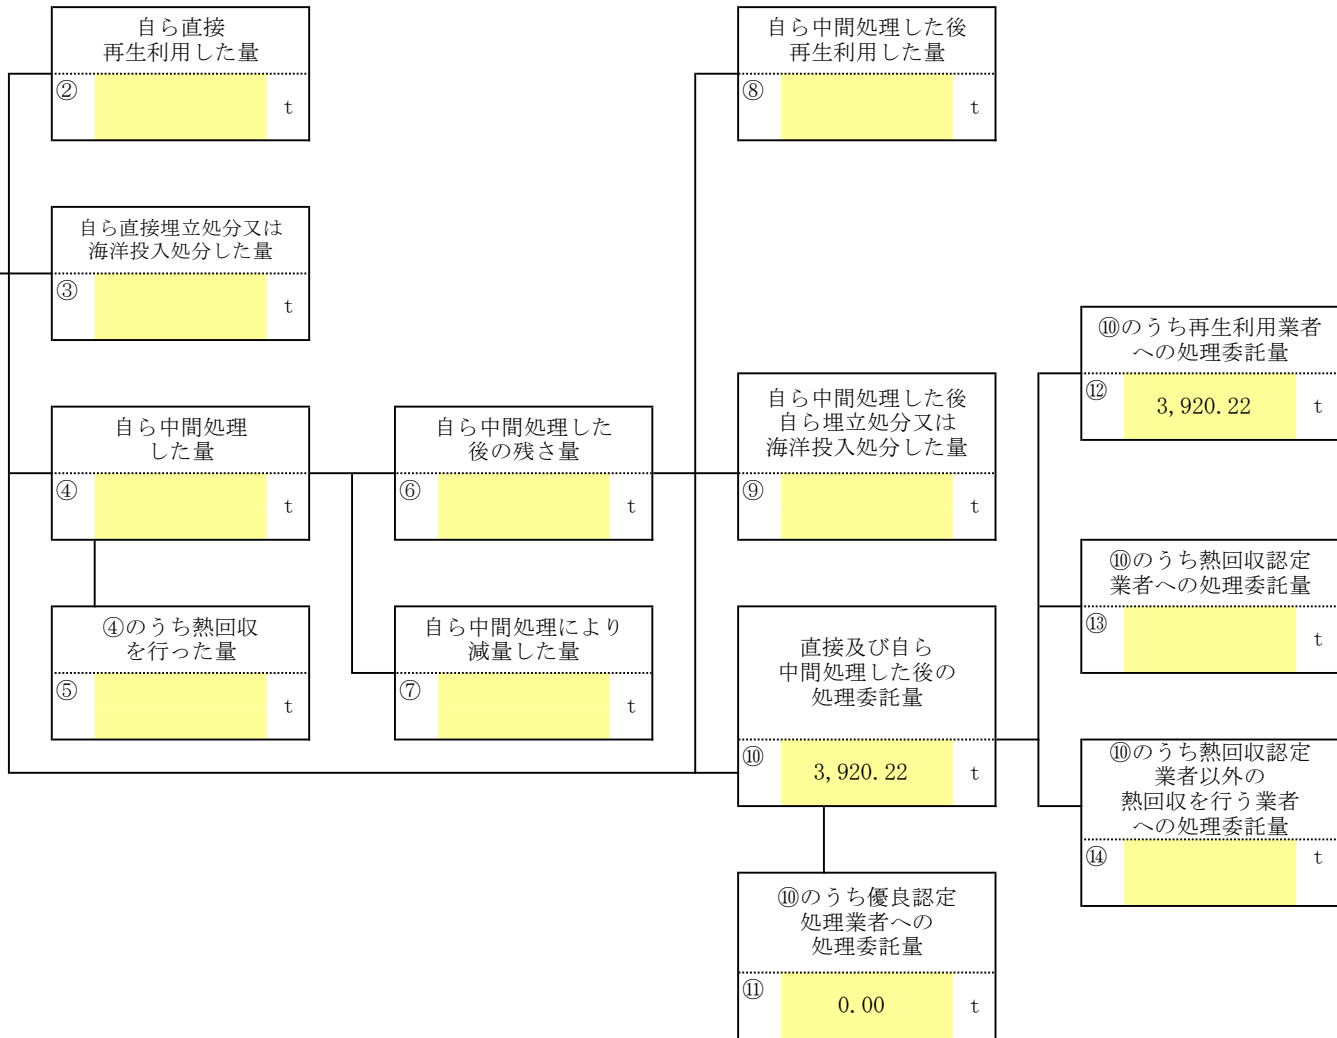 自ら直接
再生利用した量
②
t
自ら直接埋立処分又は
海洋投入処分した量
③
t
自ら中間処理
した量
④
t
④のうち熱回収
を行った量
⑤
t
自ら中間処理した
後の残さ量
⑥
t
自ら中間処理により
減量した量
⑦
t
自ら中間処理した後
再生利用した量
⑧
t
自ら中間処理した後
自ら埋立処分又は
海洋投入処分した量
⑨
t
直接及び自ら
中間処理した後の
処理委託量
⑩ 3,920.22 t
⑩のうち優良認定
処理業者への
処理委託量
⑪ 0.00 t
⑩のうち再生利用業者
への処理委託量
⑫ 3,920.22 t
⑩のうち熱回収認定
業者への処理委託量
⑬
t
⑩のうち熱回収認定
業者以外の
熱回収を行う業者
への処理委託量
⑭
t